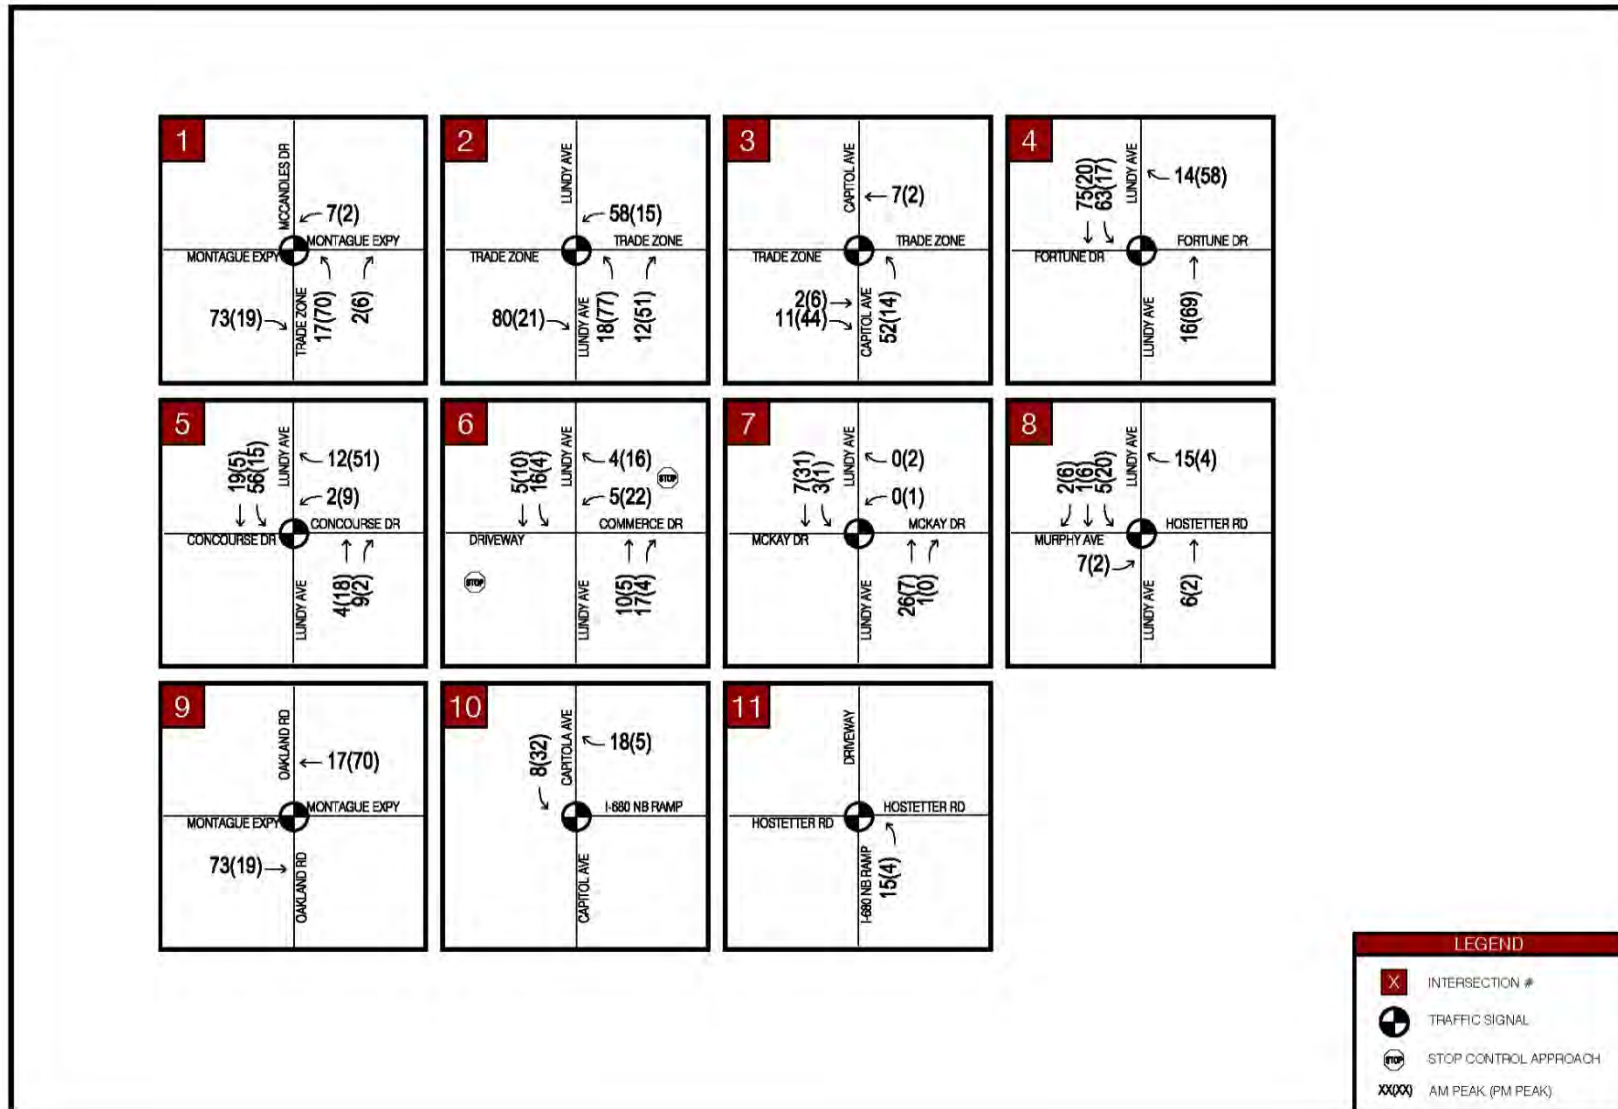 1
MCCANDLES DR
7(2)
MONTAGUE EXPY
MONTAGUE EXPY
73(19)
TRADE ZONE
17(70)
2(6)
2
LUNDY AVE
58(15)
TRADE ZONE
TRADE ZONE
80(21)
LUNDY AVE
18(77)
12(51)
3
CAPITOL AVE
7(2)
TRADE ZONE
TRADE ZONE
2(6)
11(44)
CAPITOL AVE
52(14)
4
75(20)
63(17)
LUNDY AVE
14(58)
FORTUNE DR
FORTUNE DR
LUNDY AVE
16(69)
5
19(5)
56(15)
LUNDY AVE
12(51)
2(9)
CONCOURSE DR
CONCOURSE DR
LUNDY AVE
4(18)
9(2)
6
5(10)
16(4)
LUNDY AVE
4(16)
STOP
5(22)
COMMERCE DR
DRIVEWAY
STOP
LUNDY AVE
10(5)
17(4)
7
7(31)
3(1)
LUNDY AVE
0(2)
0(1)
MCKAY DR
MCKAY DR
LUNDY AVE
26(7)
1(0)
8
2(6)
1(6)
5(20)
LUNDY AVE
15(4)
HOSTETTER RD
MURPHY AVE
7(2)
LUNDY AVE
6(2)
9
OAKLAND RD
17(70)
MONTAGUE EXPY
MONTAGUE EXPY
73(19)
OAKLAND RD
10
8(32)
CAPITOLA AVE
18(5)
I-680 NB RAMP
CAPITOL AVE
11
DRIVEWAY
HOSTETTER RD
HOSTETTER RD
I-680 NB RAMP
15(4)
LEGEND
X INTERSECTION #
TRAFFIC SIGNAL
STOP STOP CONTROL APPROACH
XX(XX) AM PEAK (PM PEAK)